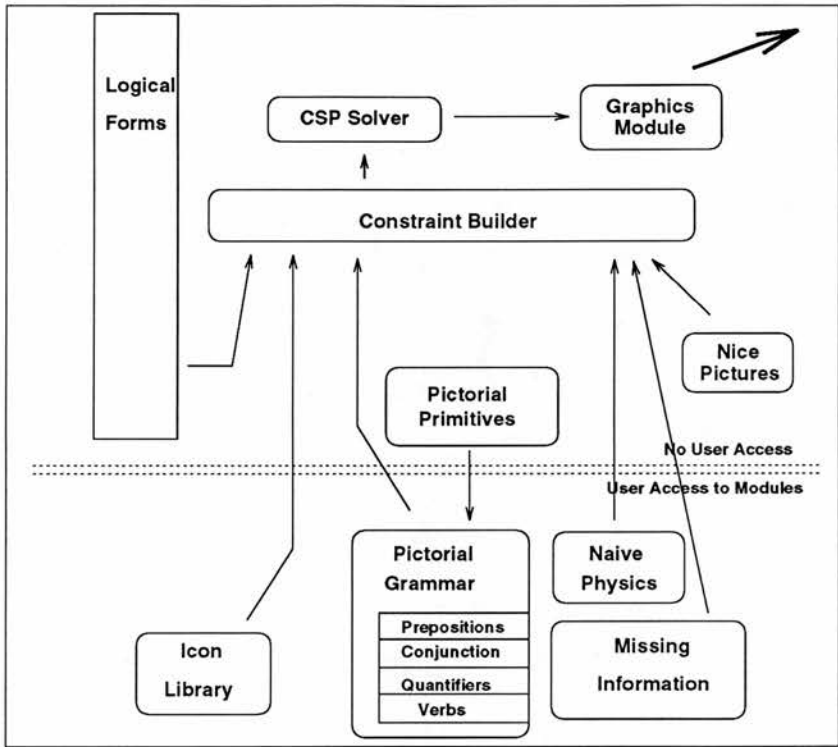 Logical
Forms
CSP Solver
Graphics
Module
Constraint Builder
Nice
Pictures
Pictorial
Primitives
No User Access
User Access to Modules
Pictorial
Grammar
Prepositions
Conjunction
Quantifiers
Verbs
Naive
Physics
Icon
Library
Missing
Information